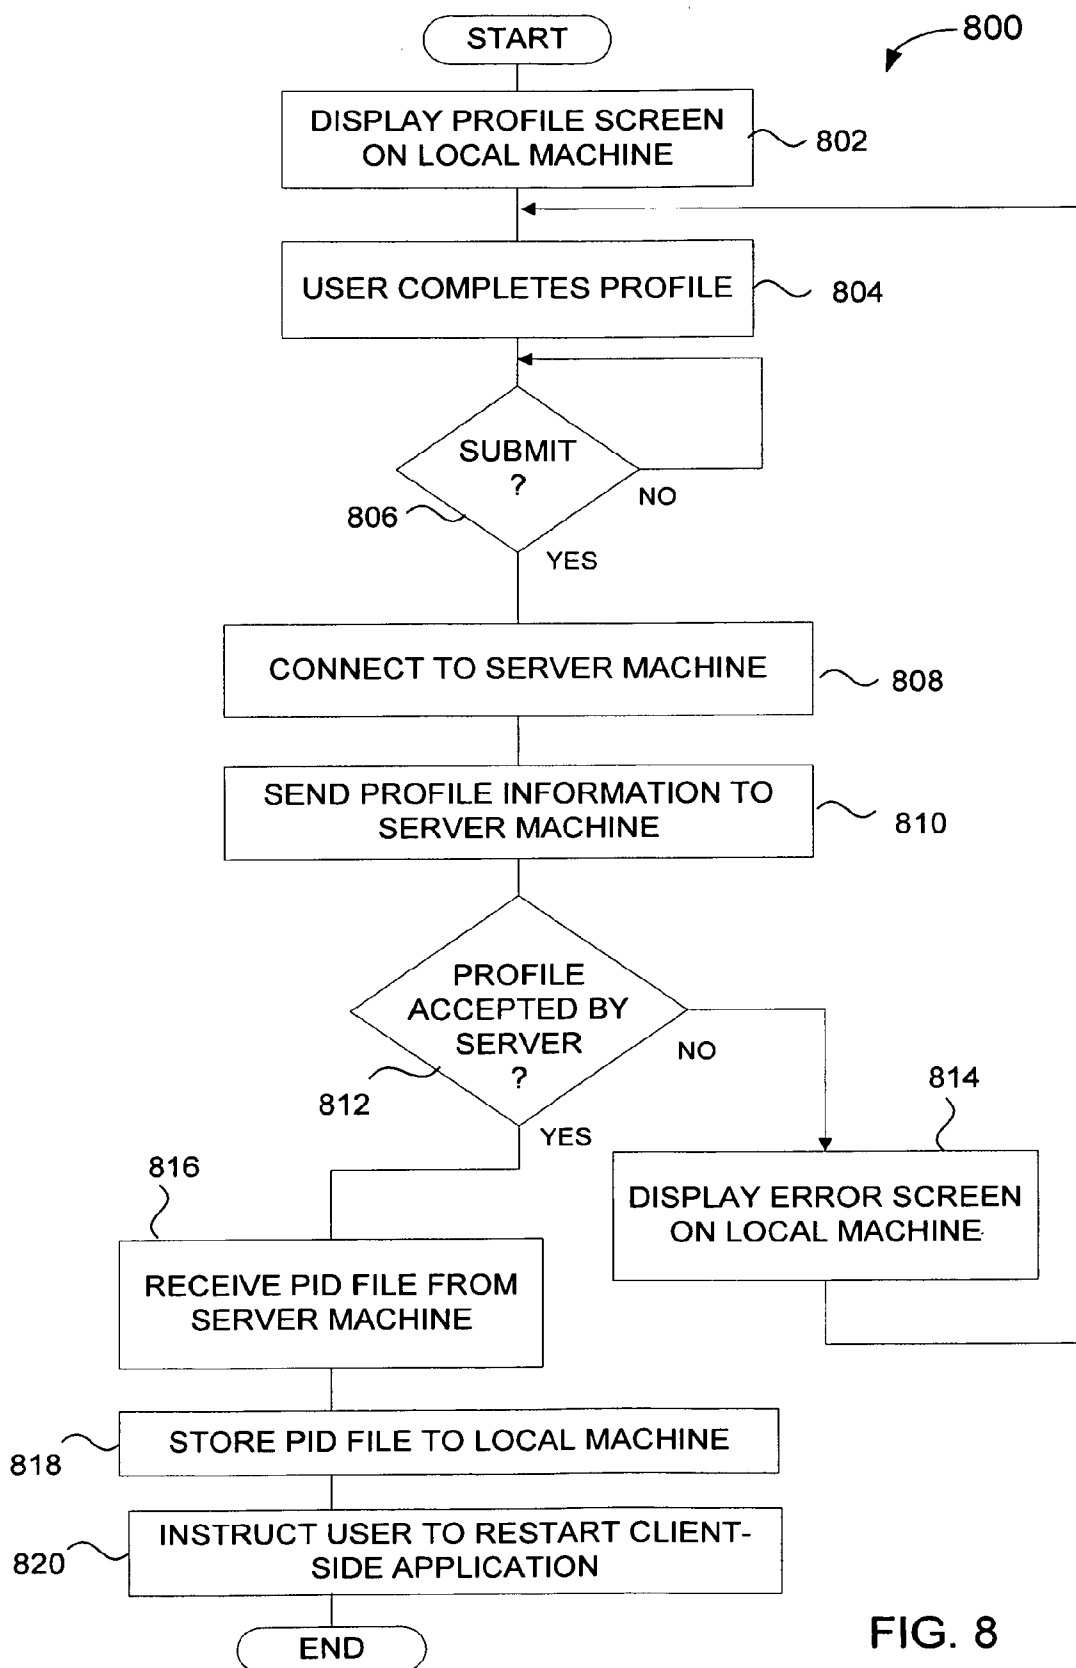 START
800
DISPLAY PROFILE SCREEN
ON LOCAL MACHINE
802
USER COMPLETES PROFILE
804
SUBMIT
?
NO
806
YES
CONNECT TO SERVER MACHINE
808
SEND PROFILE INFORMATION TO
SERVER MACHINE
810
PROFILE
ACCEPTED BY
SERVER
?
NO
812
YES
814
816
DISPLAY ERROR SCREEN
ON LOCAL MACHINE
RECEIVE PID FILE FROM
SERVER MACHINE
STORE PID FILE TO LOCAL MACHINE
818
INSTRUCT USER TO RESTART CLIENT-
SIDE APPLICATION
820
END
FIG. 8